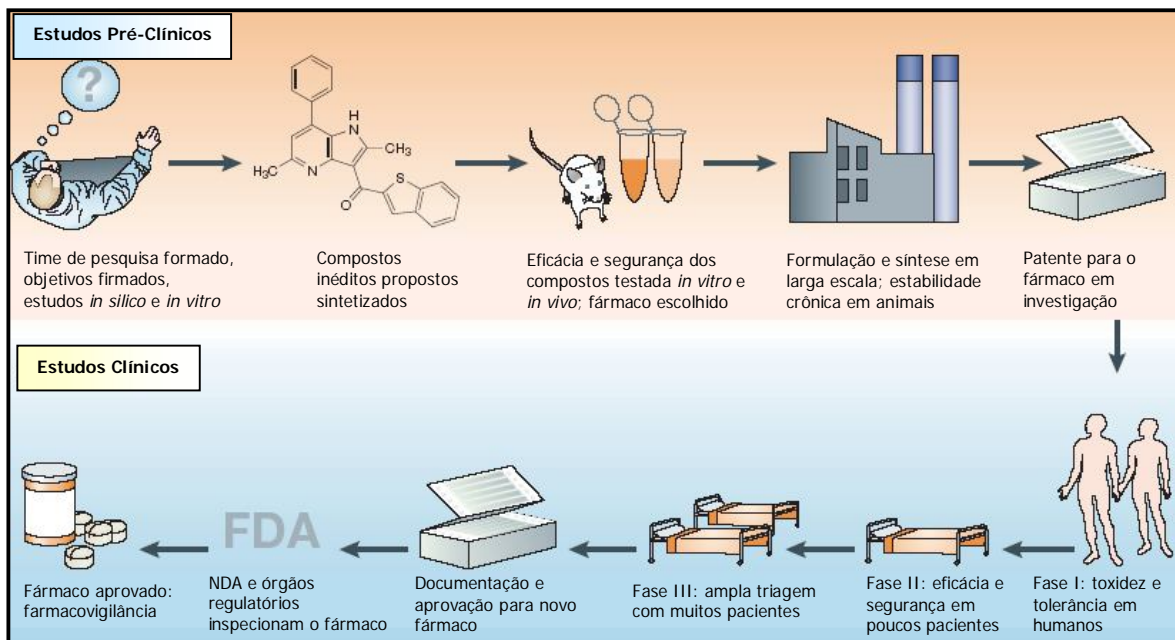 Estudos Pré-Clínicos
?
NH
CH₃
H₃C
N
S
O
Time de pesquisa formado,
objetivos firmados,
estudos in silico e in vitro
Compostos
inéditos propostos
sintetizados
Eficácia e segurança dos
compostos testada in vitro e
in vivo; fármaco escolhido
Formulação e síntese em
larga escala; estabilidade
crônica em animais
Patente para o
fármaco em
investigação
Estudos Clínicos
FDA
Fármaco aprovado:
farmacovigilância
NDA e órgãos
regulatórios
inspecionam o fármaco
Documentação e
aprovação para novo
fármaco
Fase III: ampla triagem
com muitos pacientes
Fase II: eficácia e
segurança em
poucos pacientes
Fase I: toxidez e
tolerância em
humanos